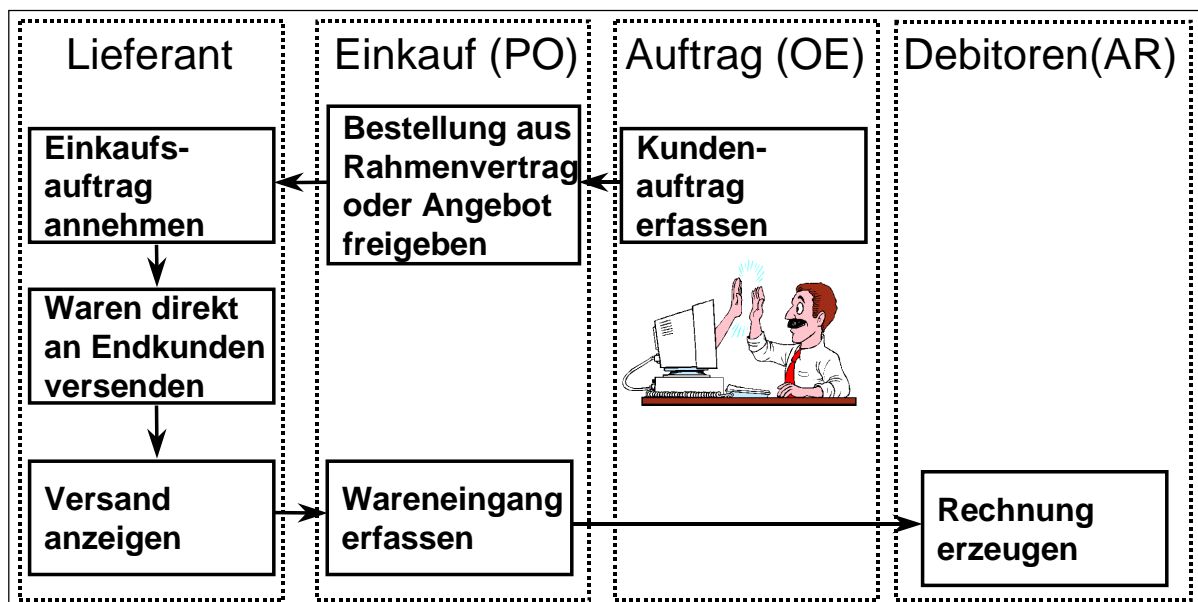 Lieferant
Einkauf (PO)
Auftrag (OE)
Debitoren(AR)
Einkaufs-
auftrag
annehmen
Bestellung aus
Rahmenvertrag
oder Angebot
freigeben
Kunden-
auftrag
erfassen
Waren direkt
an Endkunden
versenden
Versand
anzeigen
Wareneingang
erfassen
Rechnung
erzeugen